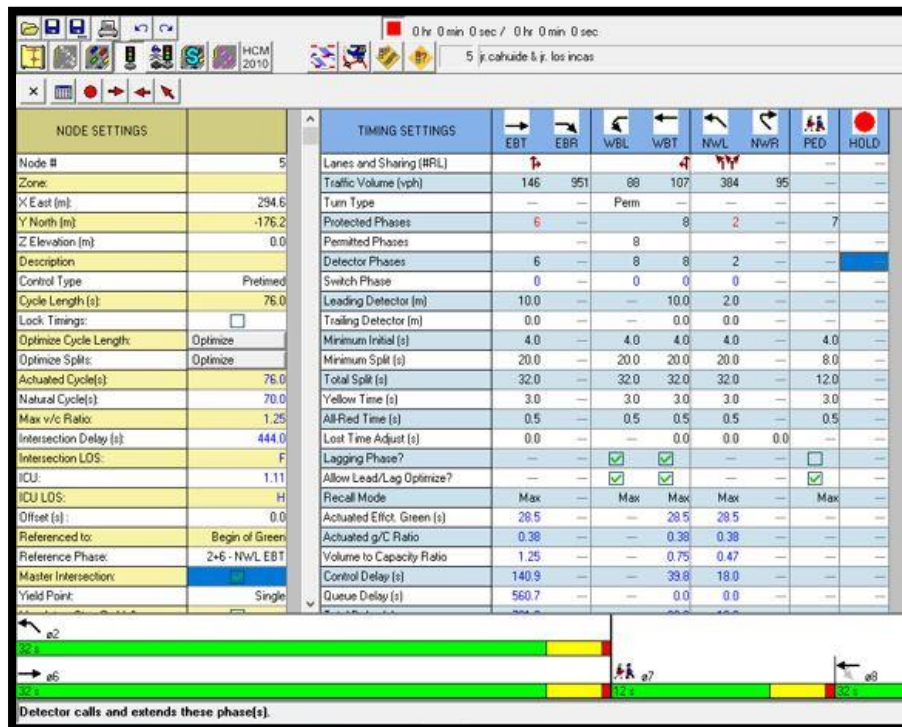 0 hr 0 min 0 sec / 0 hr 0 min 0 sec
HCM 2010
5 jr.cahuide & jr. los incas
NODE SETTINGS
Node # 5
Zone:
X East (m): 294.6
Y North (m): -176.2
Z Elevation (m): 0.0
Description
Control Type Pretimed
Cycle Length (s): 76.0
Lock Timings:
Optimize Cycle Length: Optimize
Optimize Splits: Optimize
Actuated Cycle(s): 76.0
Natural Cycle(s): 70.0
Max v/c Ratio: 1.25
Intersection Delay (s): 444.0
Intersection LOS: F
ICU: 1.11
ICU LOS: H
Offset (s) : 0.0
Referenced to: Begin of Green
Reference Phase: 2+6 - NWL EBT
Master Intersection:
Yield Point: Single
TIMING SETTINGS EBT EBR WBL WBT NWL NWR PED HOLD
Lanes and Sharing (#RL) — —
Traffic Volume (vph) 146 951 88 107 384 95 — —
Turn Type — — Perm — — — — —
Protected Phases 6 8 2 — 7 —
Permitted Phases — 8 — — —
Detector Phases 6 — 8 8 2 — —
Switch Phase 0 — 0 0 0 — — —
Leading Detector (m) 10.0 — — 10.0 2.0 — — —
Trailing Detector (m) 0.0 — — 0.0 0.0 — — —
Minimum Initial (s) 4.0 — 4.0 4.0 4.0 — 4.0 —
Minimum Split (s) 20.0 — 20.0 20.0 20.0 — 8.0 —
Total Split (s) 32.0 — 32.0 32.0 32.0 — 12.0 —
Yellow Time (s) 3.0 — 3.0 3.0 3.0 — 3.0 —
All-Red Time (s) 0.5 — 0.5 0.5 0.5 — 0.5 —
Lost Time Adjust (s) 0.0 — — 0.0 0.0 0.0 — —
Lagging Phase? — — — — —
Allow Lead/Lag Optimize? — — — — —
Recall Mode Max — Max Max Max — Max —
Actuated Effct. Green (s) 28.5 — — 28.5 28.5 — — —
Actuated g/C Ratio 0.38 — — 0.38 0.38 — — —
Volume to Capacity Ratio 1.25 — — 0.75 0.47 — — —
Control Delay (s) 140.9 — — 39.8 18.0 — — —
Queue Delay (s) 560.7 — — 0.0 0.0 — — —
ø2
32 s
ø6 ø7 ø8
32 s 12 s 32 s
Detector calls and extends these phase(s).